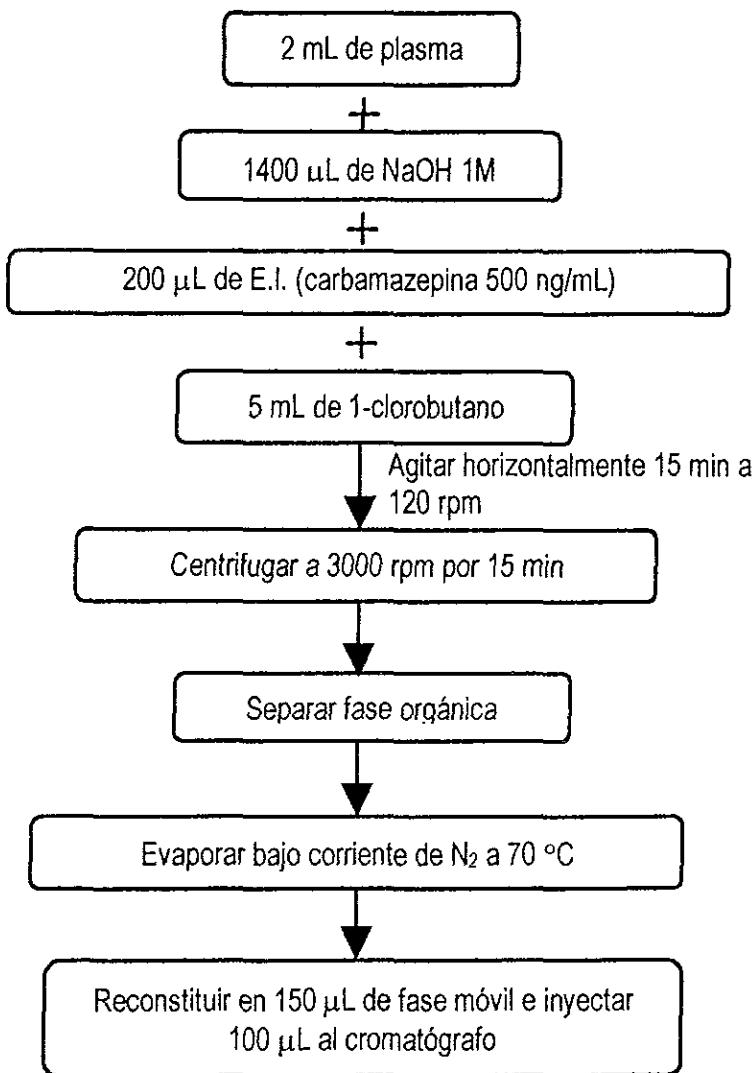 2 mL de plasma
+
1400 μL de NaOH 1M
+
200 μL de E.I. (carbamazepina 500 ng/mL)
+
5 mL de 1-clorobutano
Agitar horizontalmente 15 min a
120 rpm
Centrifugar a 3000 rpm por 15 min
Separar fase orgánica
Evaporar bajo corriente de N₂ a 70 °C
Reconstituir en 150 μL de fase móvil e inyectar
100 μL al cromatógrafo